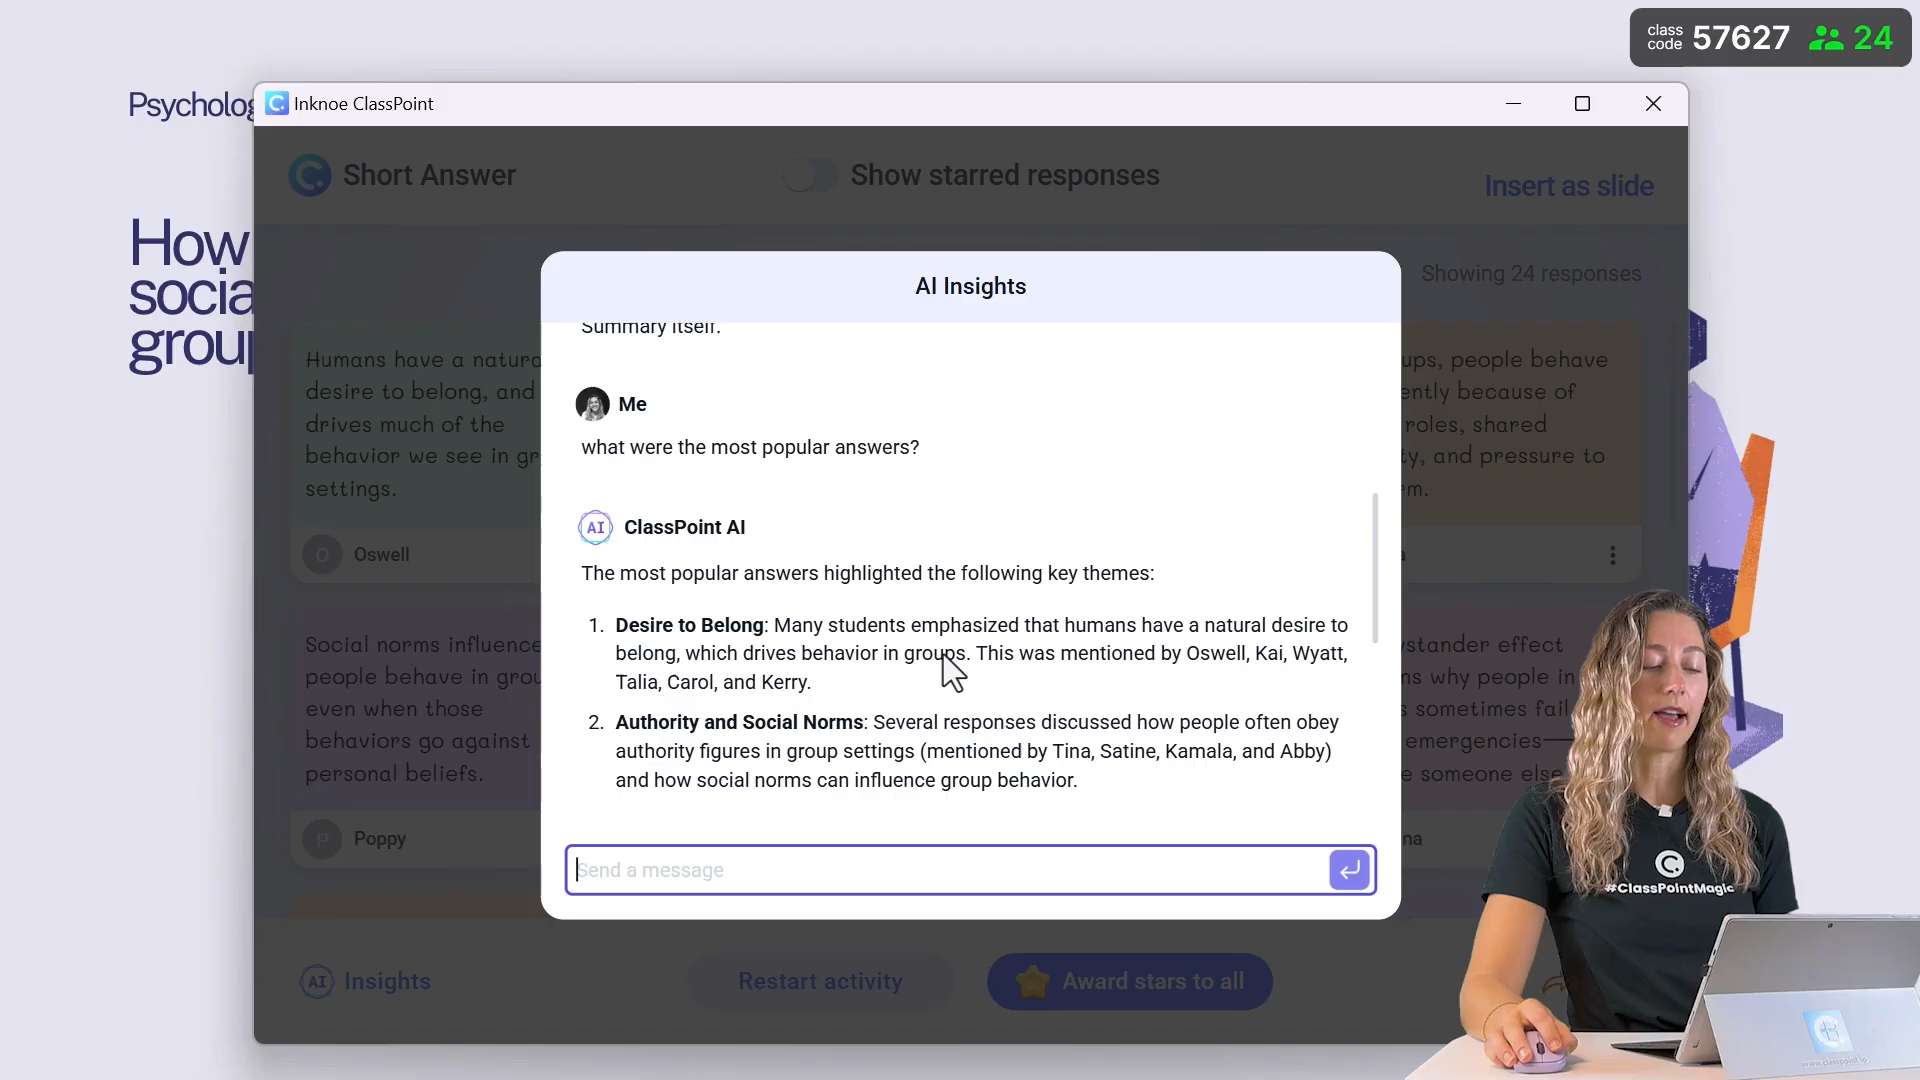 class
code 57627 24
Psycholog
Inknoe ClassPoint
How
socia
group
Short Answer
Show starred responses
Insert as slide
Showing 24 responses
AI Insights
Summary itself.
Me
what were the most popular answers?
AI ClassPoint AI
The most popular answers highlighted the following key themes:
1. Desire to Belong: Many students emphasized that humans have a natural desire to
belong, which drives behavior in groups. This was mentioned by Oswell, Kai, Wyatt,
Talia, Carol, and Kerry.
2. Authority and Social Norms: Several responses discussed how people often obey
authority figures in group settings (mentioned by Tina, Satine, Kamala, and Abby)
and how social norms can influence group behavior.
Send a message
Humans have a natura
desire to belong, and
drives much of the
behavior we see in gr
settings.
O Oswell
Social norms influence
people behave in grou
even when those
behaviors go against
personal beliefs.
P Poppy
ups, people behave
ently because of
roles, shared
ty, and pressure to
rm.
a
ystander effect
ns why people in
s sometimes fail
emergencies—
e someone else
na
AI Insights
Restart activity
Award stars to all
#ClassPointMagic
www.classpoint.io